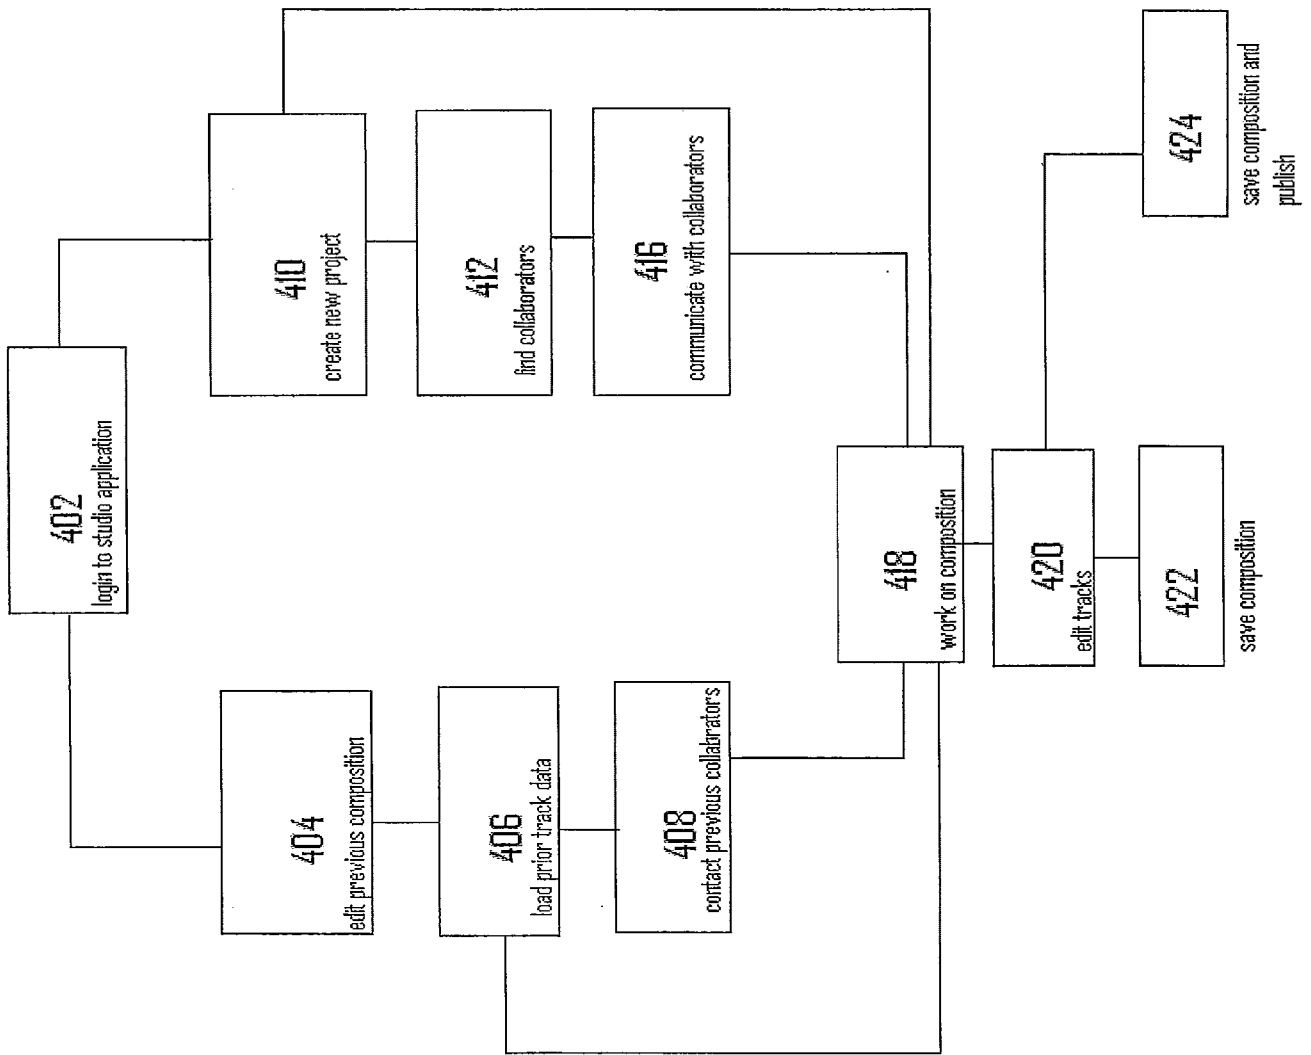 402
login to studio application
404
edit previous composition
406
load prior track data
408
contact previous collabrators
410
create new project
412
find collaborators
416
communicate with collaborators
418
work on composition
420
edit tracks
422
save composition
424
save composition and
publish